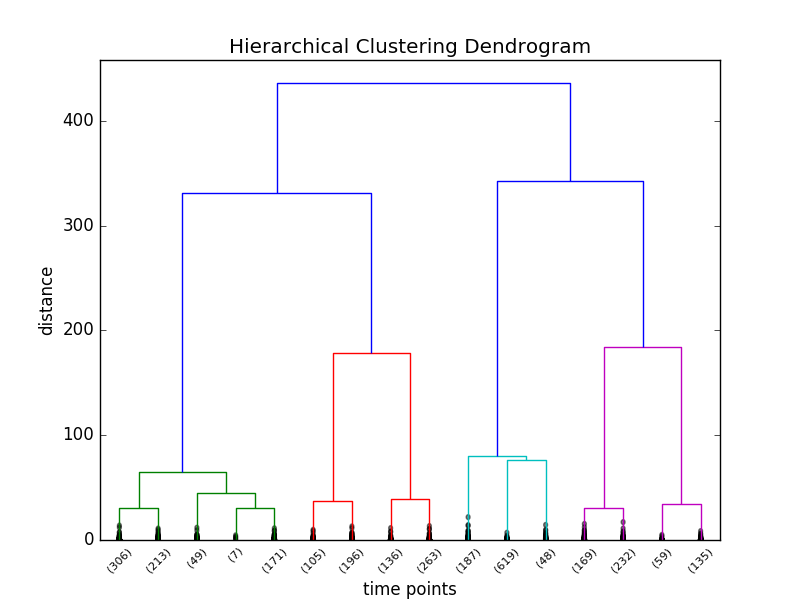 Hierarchical Clustering Dendrogram
400
300
200
100
0
distance
(306) (213) (49) (7) (171) (105) (196) (136) (263) (187) (619) (48) (169) (232) (59) (135)
time points